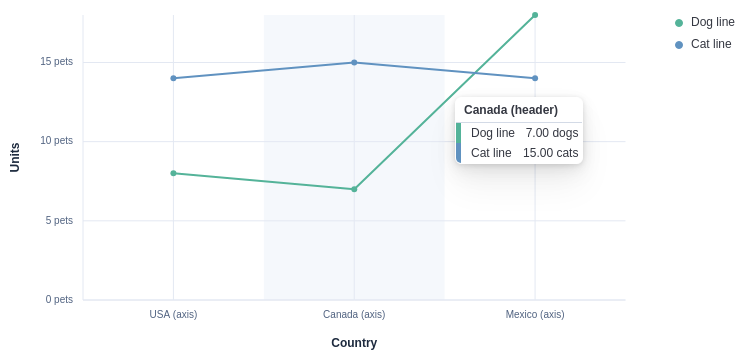 Dog line
Cat line
15 pets
10 pets
5 pets
0 pets
Units
Canada (header)
Dog line 7.00 dogs
Cat line 15.00 cats
USA (axis) Canada (axis) Mexico (axis)
Country